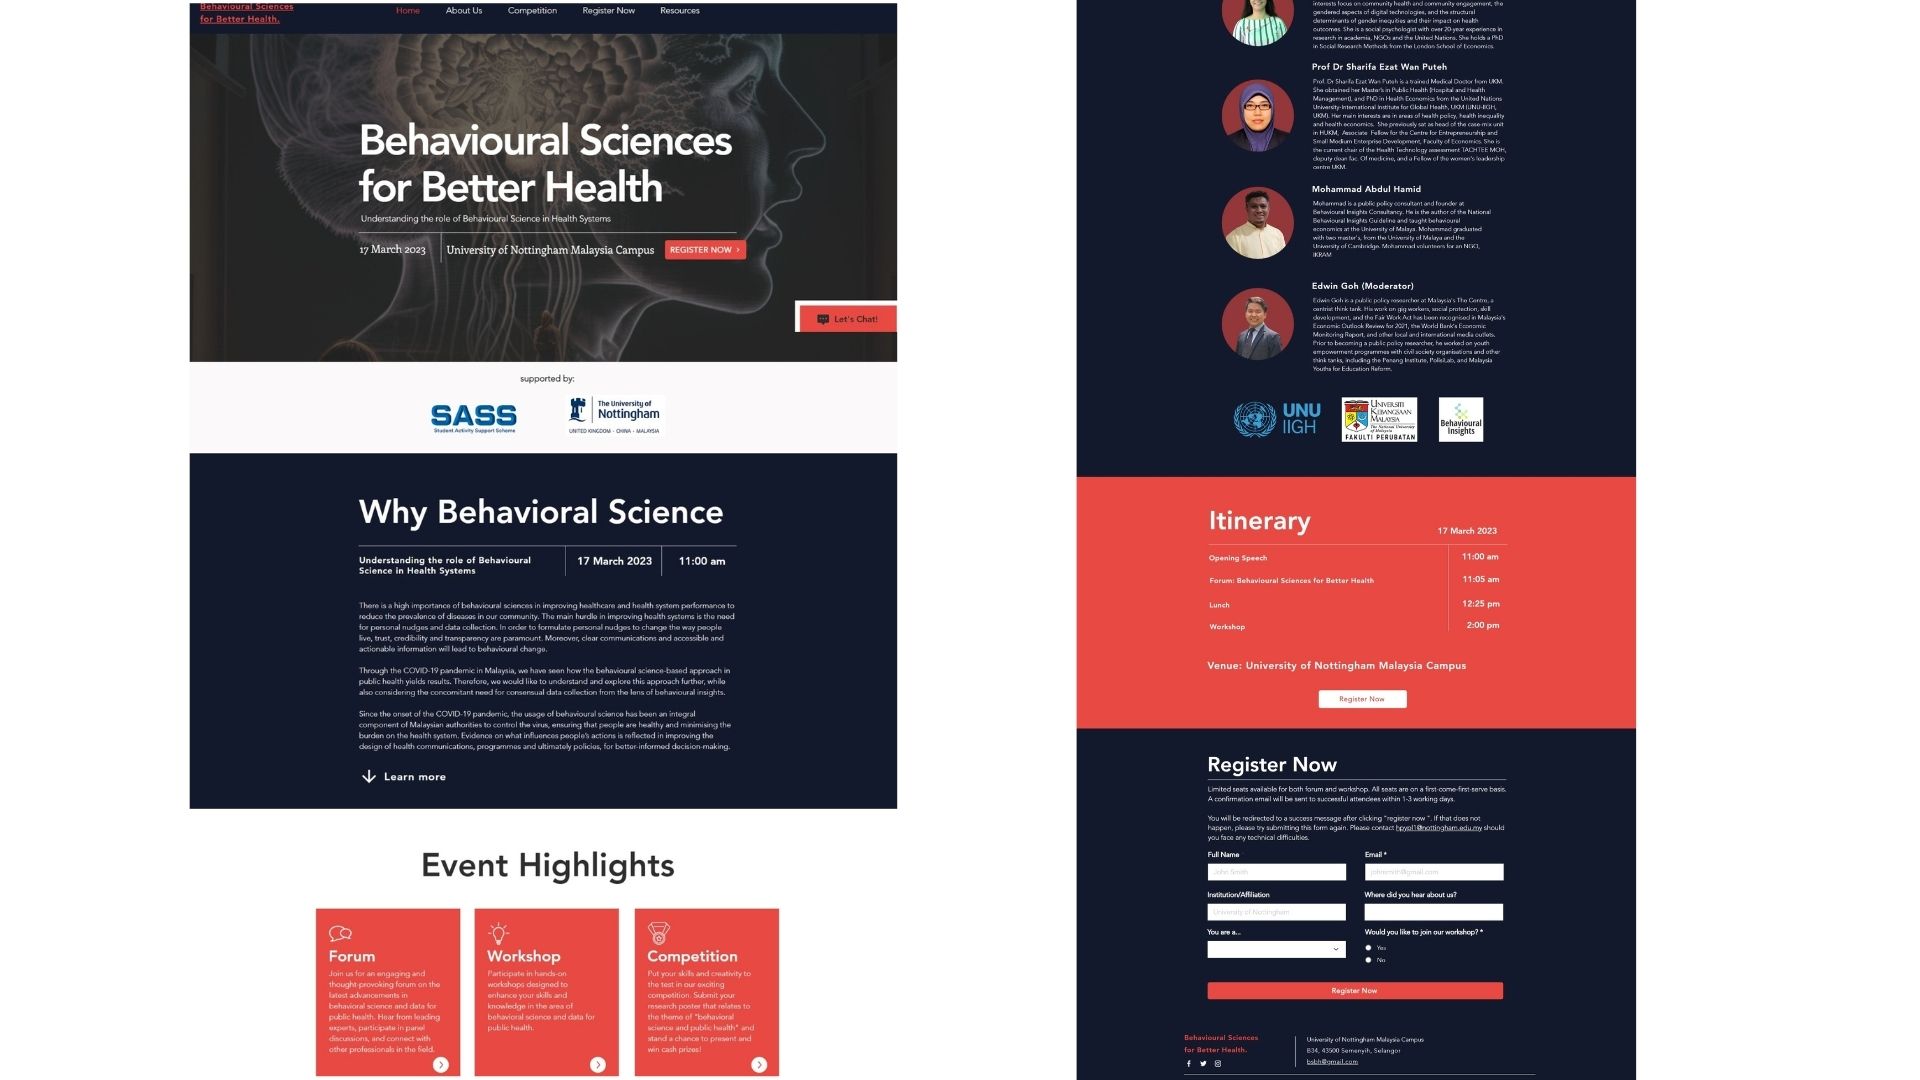 Behavioural Sciences
for Better Health.
Home
About Us
Competition
Register Now
Resources
Behavioural Sciences
for Better Health
Understanding the role of Behavioural Science in Health Systems
17 March 2023
University of Nottingham Malaysia Campus
REGISTER NOW
Let's Chat!
supported by:
SASS
Student Activity Support Scheme
The University of
Nottingham
UNITED KINGDOM · CHINA · MALAYSIA
Why Behavioral Science
Understanding the role of Behavioural
Science in Health Systems
17 March 2023
11:00 am
There is a high importance of behavioural sciences in improving healthcare and health system performance to
reduce the prevalence of diseases in our community. The main hurdle in improving health systems is the need
for personal nudges and data collection. In order to formulate personal nudges to change the way people
live, trust, credibility and transparency are paramount. Moreover, clear communications and accessible and
actionable information will lead to behavioural change.
Through the COVID-19 pandemic in Malaysia, we have seen how the behavioural science-based approach in
public health yields results. Therefore, we would like to understand and explore this approach further, while
also considering the concomitant need for consensual data collection from the lens of behavioural insights.
Since the onset of the COVID-19 pandemic, the usage of behavioural science has been an integral
component of Malaysian authorities to control the virus, ensuring that people are healthy and minimising the
burden on the health system. Evidence on what influences people's actions is reflected in improving the
design of health communications, programmes and ultimately policies, for better-informed decision-making.
Learn more
Event Highlights
Forum
Join us for an engaging and
thought-provoking forum on the
latest advancements in
behavioral science and data for
public health. Hear from leading
experts, participate in panel
discussions, and connect with
other professionals in the field.
Workshop
Participate in hands-on
workshops designed to
enhance your skills and
knowledge in the area of
behavioral science and data for
public health.
Competition
Put your skills and creativity to
the test in our exciting
competition. Submit your
research poster that relates to
the theme of "behavioral
science and public health" and
stand a chance to present and
win cash prizes!
interests focus on community health and community engagement, the
gendered aspects of digital technologies, and the structural
determinants of gender inequities and their impact on health
outcomes. She is a social psychologist with over 20-year experience in
research in academia, NGOs and the United Nations. She holds a PhD
in Social Research Methods from the London School of Economics.
Prof Dr Sharifa Ezat Wan Puteh
Prof. Dr Sharifa Ezat Wan Puteh is a trained Medical Doctor from UKM.
She obtained her Master's in Public Health (Hospital and Health
Management), and PhD in Health Economics from the United Nations
University-International Institute for Global Health, UKM (UNU-IIGH,
UKM). Her main interests are in areas of health policy, health inequality
and health economics. She previously sat as head of the case-mix unit
in HUKM, Associate Fellow for the Centre for Entrepreneurship and
Small Medium Enterprise Development, Faculty of Economics. She is
the current chair of the Health Technology assessment TACHTEE MOH,
deputy dean fac. Of medicine, and a Fellow of the women's leadership
centre UKM.
Mohammad Abdul Hamid
Mohammad is a public policy consultant and founder at
Behavioural Insights Consultancy. He is the author of the National
Behavioural Insights Guideline and taught behavioural
economics at the University of Malaya. Mohammad graduated
with two master's, from the University of Malaya and the
University of Cambridge. Mohammad volunteers for an NGO,
IKRAM
Edwin Goh (Moderator)
Edwin Goh is a public policy researcher at Malaysia's The Centre, a
centrist think tank. His work on gig workers, social protection, skill
development, and the Fair Work Act has been recognised in Malaysia's
Economic Outlook Review for 2021, the World Bank's Economic
Monitoring Report, and other local and international media outlets.
Prior to becoming a public policy researcher, he worked on youth
empowerment programmes with civil society organisations and other
think tanks, including the Penang Institute, PolisiLab, and Malaysia
Youths for Education Reform.
UNU
IIGH
UNIVERSITI
KEBANGSAAN
MALAYSIA
The National University
of Malaysia
FAKULTI PERUBATAN
Behavioural
Insights
Itinerary
17 March 2023
Opening Speech
11:00 am
Forum: Behavioural Sciences for Better Health
11:05 am
Lunch
12:25 pm
Workshop
2:00 pm
Venue: University of Nottingham Malaysia Campus
Register Now
Register Now
Limited seats available for both forum and workshop. All seats are on a first-come-first-serve basis.
A confirmation email will be sent to successful attendees within 1-3 working days.
You will be redirected to a success message after clicking "register now ". If that does not
happen, please try submitting this form again. Please contact hpypl1@nottingham.edu.my should
you face any technical difficulties.
Full Name
John Smith
Email *
johnsmith@gmail.com
Institution/Affiliation
University of Nottingham
Where did you hear about us?
You are a...
Would you like to join our workshop? *
Yes
No
Register Now
Behavioural Sciences
for Better Health.
University of Nottingham Malaysia Campus
B34, 43500 Semenyih, Selangor
bsbh@gmail.com